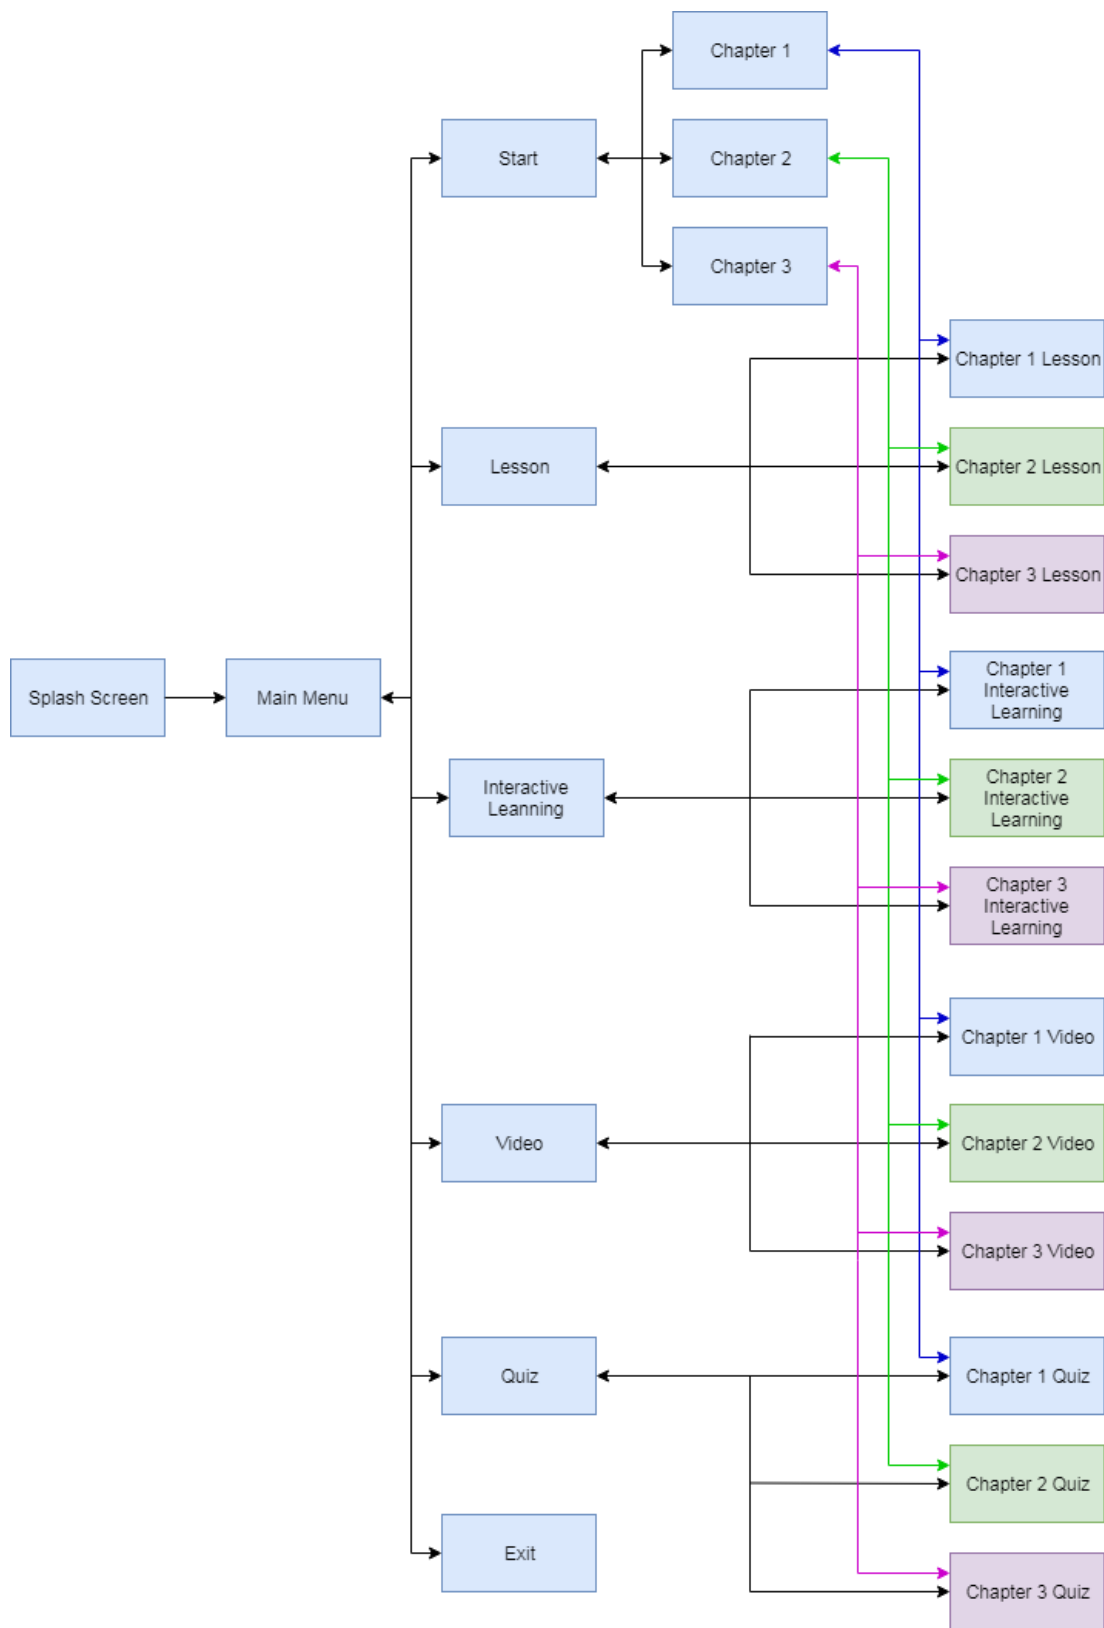 Chapter 1
Start
Chapter 2
Chapter 3
Chapter 1 Lesson
Lesson
Chapter 2 Lesson
Chapter 3 Lesson
Splash Screen
Main Menu
Chapter 1
Interactive
Learning
Interactive
Leanning
Chapter 2
Interactive
Learning
Chapter 3
Interactive
Learning
Chapter 1 Video
Video
Chapter 2 Video
Chapter 3 Video
Quiz
Chapter 1 Quiz
Chapter 2 Quiz
Exit
Chapter 3 Quiz